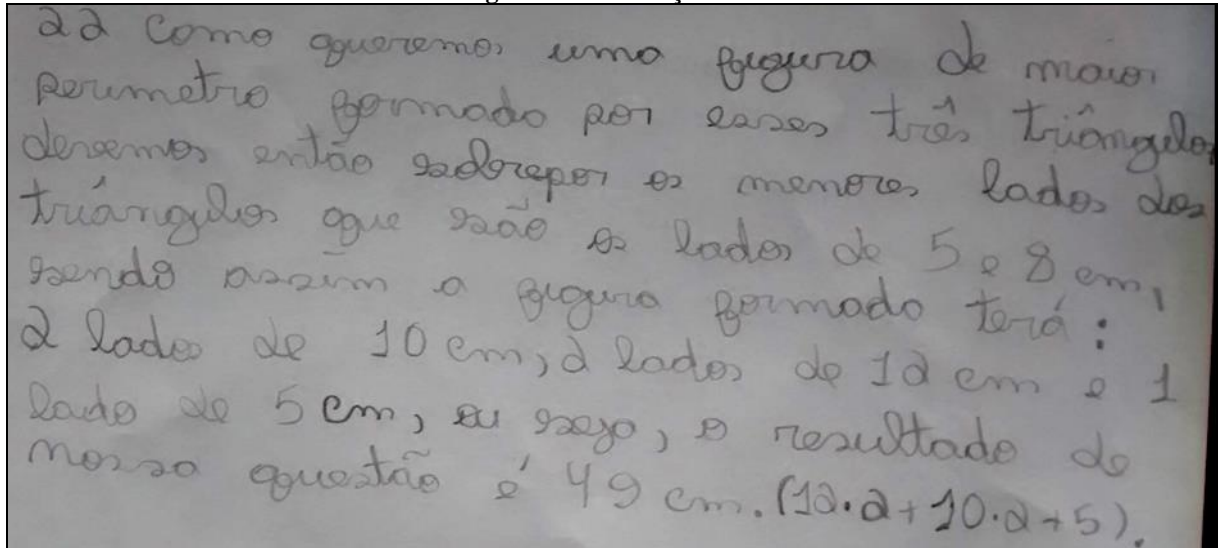 22 Como queremos uma figura de maior
perimetro formado por esses três triângulos
devemos então sobrepor os menores lados dos
triângulos que são os lados de 5 e 8 cm,
sendo assim a figura formado terá:
2 lados de 10 cm, 2 lados de 12 cm e 1
lado de 5 cm, ou seja, o resultado de
nossa questão é 49 cm. (12.2+10.2+5).